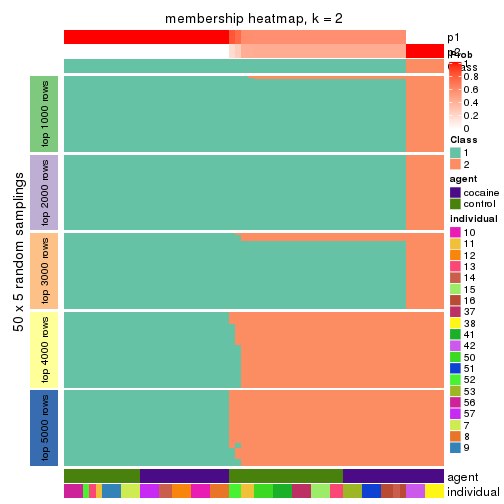 membership heatmap, k = 2
p1
p2
Class
50 x 5 random samplings
top 1000 rows
top 2000 rows
top 3000 rows
top 4000 rows
top 5000 rows
agent
individual
Prob
1
0.8
0.6
0.4
0.2
0
Class
1
2
agent
cocaine
control
individual
10
11
12
13
14
15
16
37
38
41
42
50
51
52
53
56
57
7
8
9